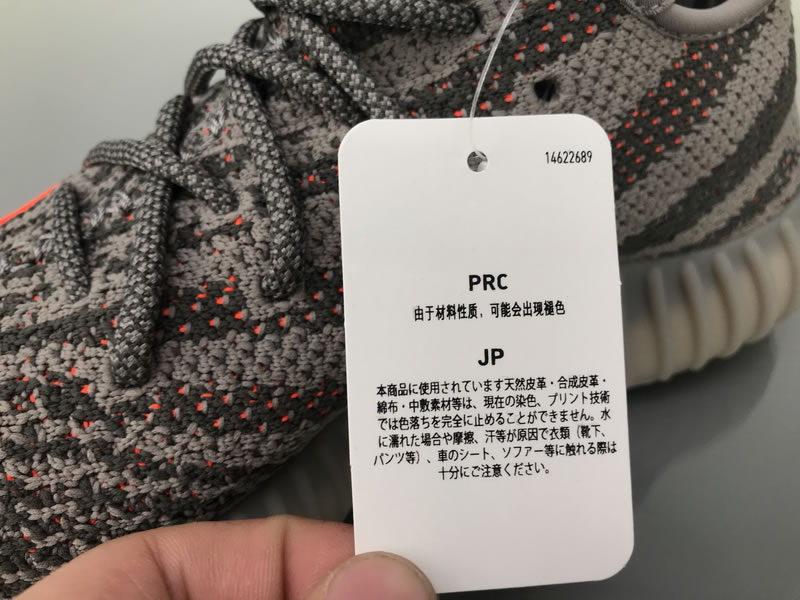 14622689
PRC
由于材料性质，可能会出现褪色
JP
本商品に使用されています天然皮革・合成皮革・
綿布・中敷素材等は、現在の染色、プリント技術
では色落ちを完全に止めることができません。水
に濡れた場合や摩擦、汗等が原因で衣類（靴下、
パンツ等）、車のシート、ソファー等に触れる際は
十分にご注意ください。